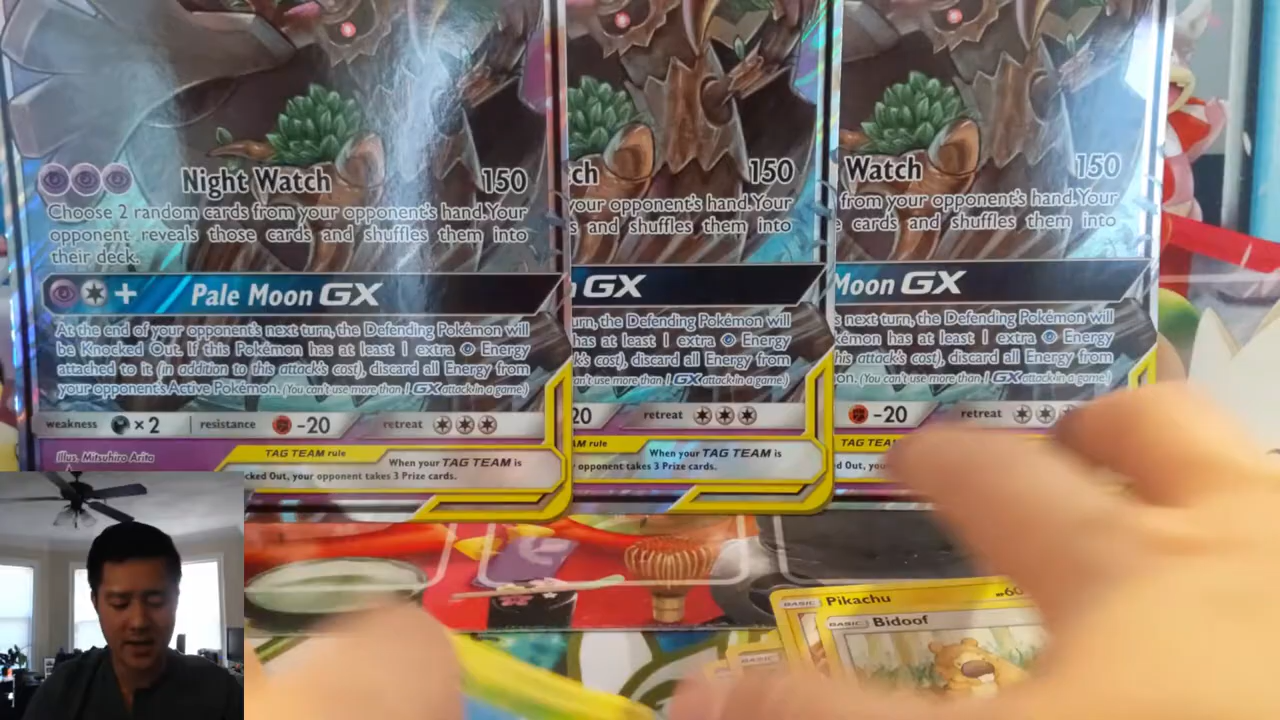 Night Watch 150
Choose 2 random cards from your opponent's hand. Your
opponent reveals those cards and shuffles them into
their deck.
+ Pale Moon GX
At the end of your opponent's next turn, the Defending Pokémon will
be Knocked Out. If this Pokémon has at least 1 extra Energy
attached to it (in addition to this attack's cost), discard all Energy from
your opponent's Active Pokémon. (You can't use more than 1 GX attack in a game.)
weakness ×2 resistance -20 retreat
Illus. Mitsuhiro Arita
TAG TEAM rule
When your TAG TEAM is
cked Out, your opponent takes 3 Prize cards.
ch 150
your opponent's hand. Your
s and shuffles them into
GX
urn, the Defending Pokémon will
has at least 1 extra Energy
his attack's cost), discard all Energy from
can't use more than 1 GX attack in a game.)
20 retreat
AM rule
When your TAG TEAM is
opponent takes 3 Prize cards.
Watch 150
from your opponent's hand. Your
cards and shuffles them into
Moon GX
s next turn, the Defending Pokémon will
kémon has at least 1 extra Energy
his attack's cost), discard all Energy from
on. (You can't use more than 1 GX attack in a game.)
-20 retreat
TAG TEAM
ed Out, you
BASIC Pikachu 60
BASIC Bidoof
BASIC